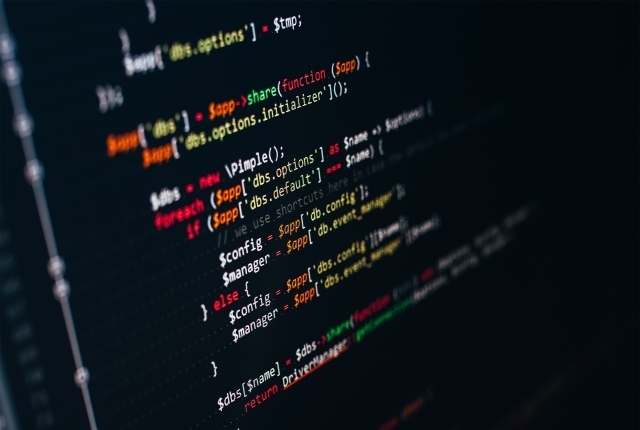 }
}
$app['dbs.options'] = $tmp;
});
$app['dbs'] = $app->share(function ($app) {
$app['dbs.options.initializer']();
$dbs = new \Pimple();
foreach ($app['dbs.options'] as $name => $options) {
if ($app['dbs.default'] === $name) {
// we use shortcuts here in case the default
$config = $app['db.config'];
$manager = $app['db.event_manager'];
} else {
$config = $app['dbs.config'][$name];
$manager = $app['dbs.event_manager'][$name];
}
$dbs[$name] = $dbs->share(function
return DriverManager::getConnection(